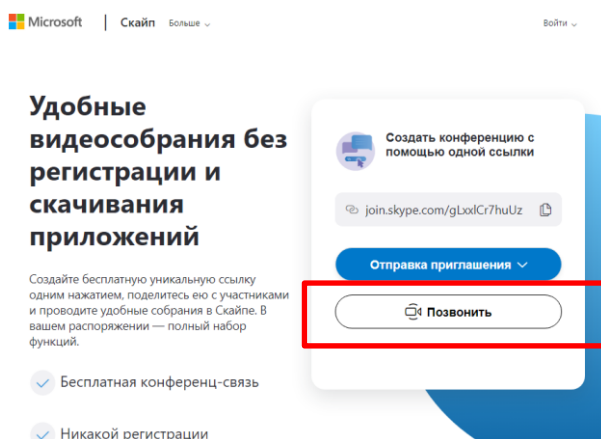 Microsoft | Скайп Больше Войти
Удобные
видеособрания без
регистрации и
скачивания
приложений
Создайте бесплатную уникальную ссылку
одним нажатием, поделитесь ею с участниками
и проводите удобные собрания в Скайпе. В
вашем распоряжении — полный набор
функций.
Бесплатная конференц-связь
Никакой регистрации
Создать конференцию с
помощью одной ссылки
join.skype.com/gLxxlCr7huUz
Отправка приглашения
Позвонить